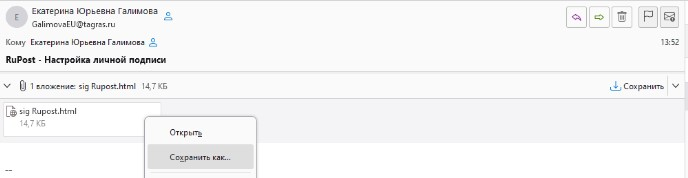 Екатерина Юрьевна Галимова
E
GalimovaEU@tagras.ru
Кому Екатерина Юрьевна Галимова
13:52
RuPost - Настройка личной подписи
1 вложение: sig Rupost.html 14,7 КБ
Сохранить
sig Rupost.html
14,7 КБ
Открыть
Сохранить как...
--